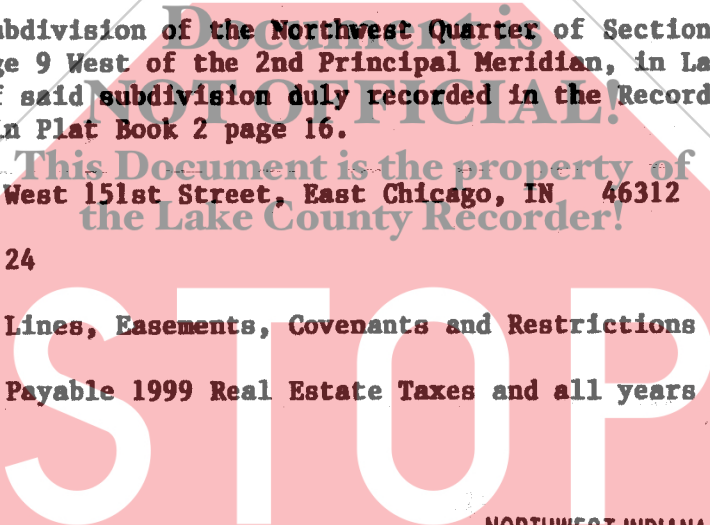 Document is
ubdivision of the Northwest Quarter of Section
ge 9 West of the 2nd Principal Meridian, in La
NOT OFFICIAL!
f said subdivision duly recorded in the Record
n Plat Book 2 page 16.
This Document is the property of
West 151st Street, East Chicago, IN 46312
the Lake County Recorder!
24
Lines, Easements, Covenants and Restrictions
STOP
Payable 1999 Real Estate Taxes and all years
NORTHWEST INDIANA